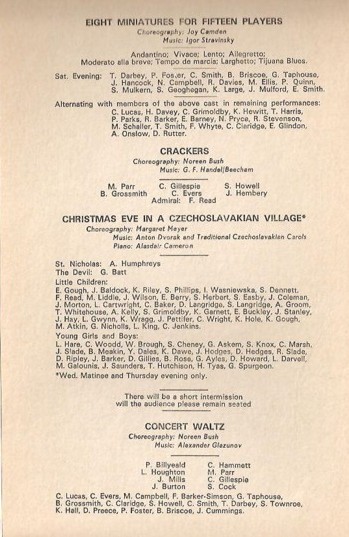 EIGHT MINIATURES FOR FIFTEEN PLAYERS
Choreography: Joy Camden
Music: Igor Stravinsky
Andantino; Vivace; Lento; Allegretto;
Moderato alla breve; Tempo de marcia; Larghetto; Tijuana Blues.
Sat. Evening: T. Darbey, P. Foster, C. Smith, B. Briscoe, G. Taphouse,
J. Hancock, N. Campbell, R. Davies, M. Ellis, P. Quinn,
S. Mulkern, S. Geoghegan, K. Large, J. Mulford, E. Smith.
Alternating with members of the above cast in remaining performances:
C. Lucas, H. Davey, C. Grimoldby, K. Hewitt, T. Harris,
P. Parks, R. Barker, E. Barney, N. Pryce, R. Stevenson,
M. Schaller, T. Smith, F. Whyte, C. Claridge, E. Glindon,
A. Onslow, D. Rutter.
CRACKERS
Choreography: Noreen Bush
Music: G. F. Handel/Beecham
M. Parr C. Gillespie S. Howell
B. Grossmith C. Evers J. Hembery
Admiral: F. Read
CHRISTMAS EVE IN A CZECHOSLAVAKIAN VILLAGE*
Choreography: Margaret Meyer
Music: Anton Dvorak and Traditional Czechoslavakian Carols
Piano: Alasdair Cameron
St. Nicholas: A. Humphreys
The Devil: G. Batt
Little Children:
E. Gough, J. Baldock, K. Riley, S. Phillips, I. Wasniewska, S. Dennett,
F. Read, M. Liddle, J. Wilson, E. Berry, S. Herbert, S. Easby, J. Coleman,
J. Morton, L. Cartwright, C. Baker, D. Langridge, S. Langridge, A. Groom,
T. Whitehouse, A. Kelly, S. Grimoldby, K. Garnett, E. Buckley, J. Stanley,
J. Hay, L. Gwynn, K. Wragg, J. Pettifer, C. Wright, K. Hole, K. Gough,
M. Atkin, G. Nicholls, L. King, C. Jenkins.
Young Girls and Boys:
L. Hare, C. Woodd, W. Brough, S. Cheney, G. Askem, S. Knox, C. Marsh,
J. Slade, B. Meakin, Y. Dales, K. Dawe, J. Hodges, D. Hedges, R. Slade,
D. Ripley, J. Barker, D. Gillies, B. Rose, G. Ayles, D. Howard, L. Darvell,
M. Galounis, J. Saunders, T. Hutchison, H. Tyas, G. Spurgeon.
*Wed. Matinee and Thursday evening only.
There will be a short intermission
will the audience please remain seated
CONCERT WALTZ
Choreography: Noreen Bush
Music: Alexander Glazunov
P. Billyeald C. Hammett
L. Houghton M. Parr
J. Mills C. Gillespie
J. Burton S. Cock
C. Lucas, C. Evers, M. Campbell, F. Barker-Simson, G. Taphouse,
B. Grossmith, C. Claridge, S. Howell, C. Smith, T. Darbey, S. Townroe,
K. Hall, D. Preece, P. Foster, B. Briscoe, J. Cummings.